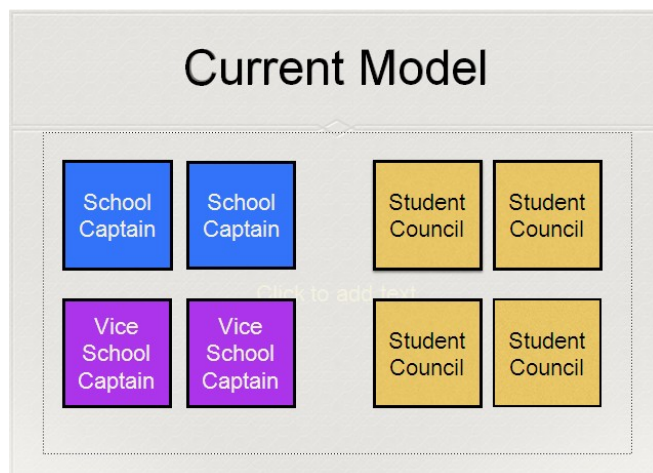 Current Model
School
Captain
School
Captain
Student
Council
Student
Council
Click to add text
Vice
School
Captain
Vice
School
Captain
Student
Council
Student
Council